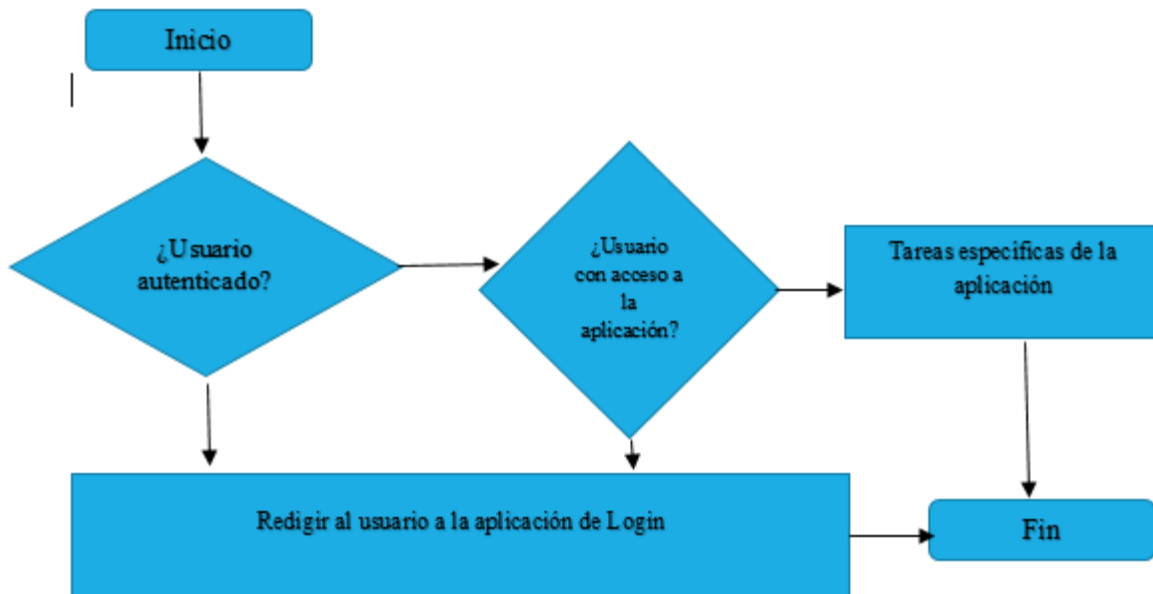 Inicio
¿Usuario
autenticado?
¿Usuario
con acceso a
la
aplicación?
Tareas específicas de la
aplicación
Redigir al usuario a la aplicación de Login
Fin